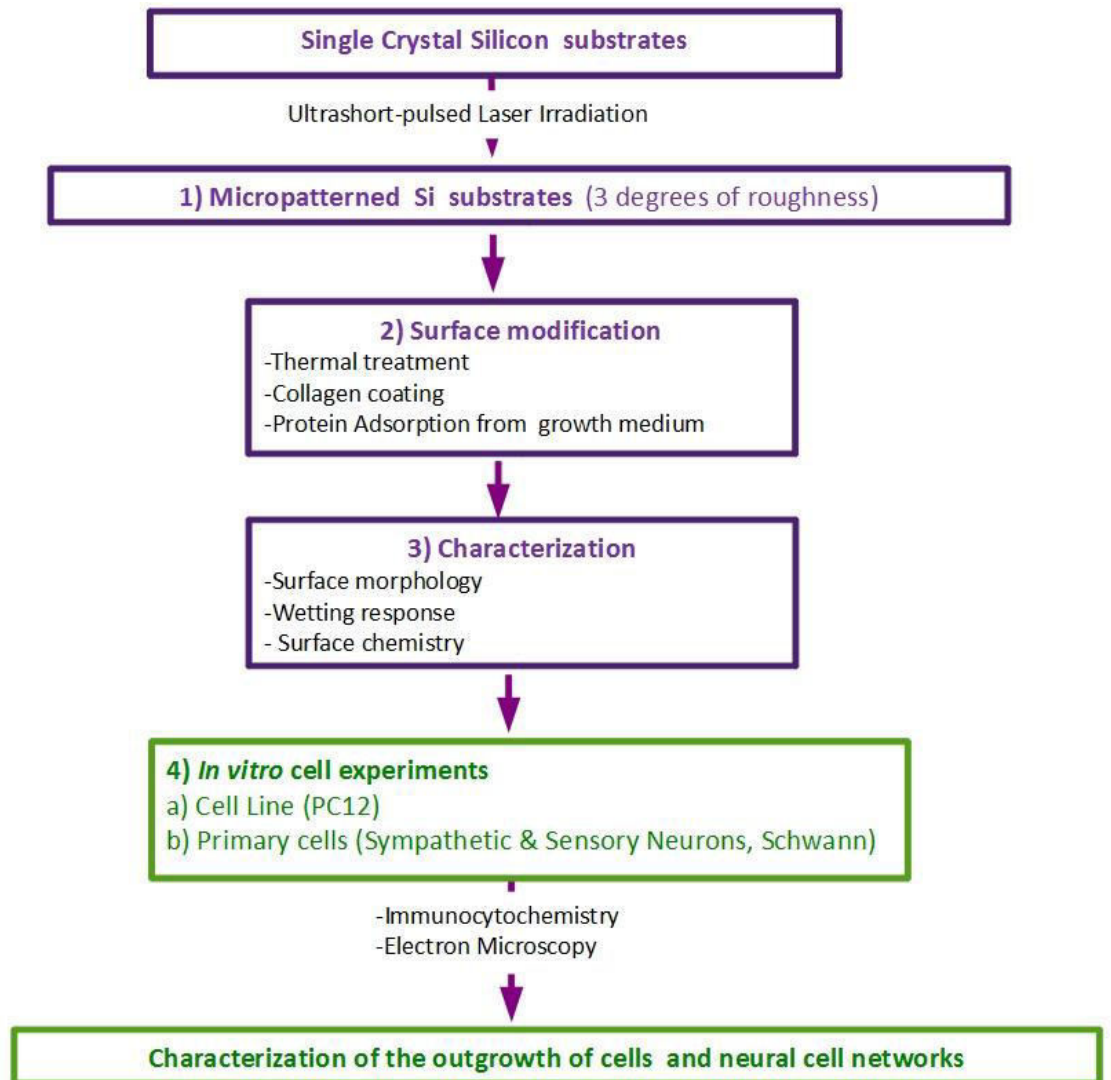 Single Crystal Silicon substrates
Ultrashort-pulsed Laser Irradiation
1) Micropatterned Si substrates (3 degrees of roughness)
2) Surface modification
-Thermal treatment
-Collagen coating
-Protein Adsorption from growth medium
3) Characterization
-Surface morphology
-Wetting response
- Surface chemistry
4) In vitro cell experiments
a) Cell Line (PC12)
b) Primary cells (Sympathetic & Sensory Neurons, Schwann)
-Immunocytochemistry
-Electron Microscopy
Characterization of the outgrowth of cells and neural cell networks